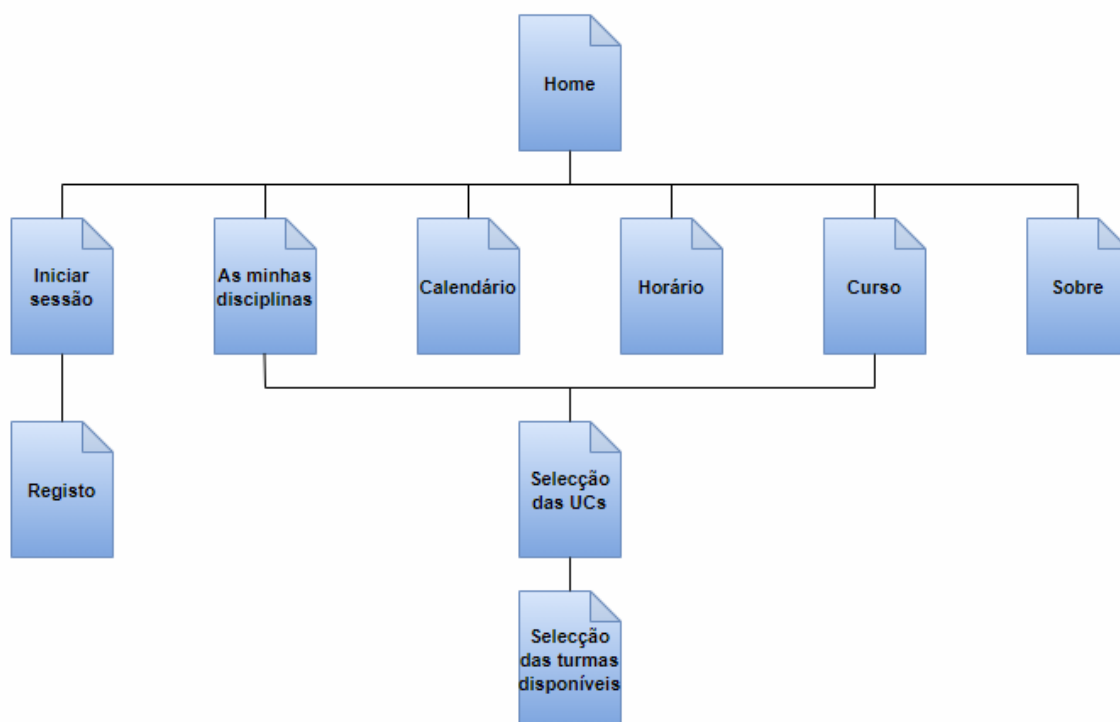 Home
Iniciar
sessão
As minhas
disciplinas
Calendário
Horário
Curso
Sobre
Registo
Selecção
das UCs
Selecção
das turmas
disponíveis